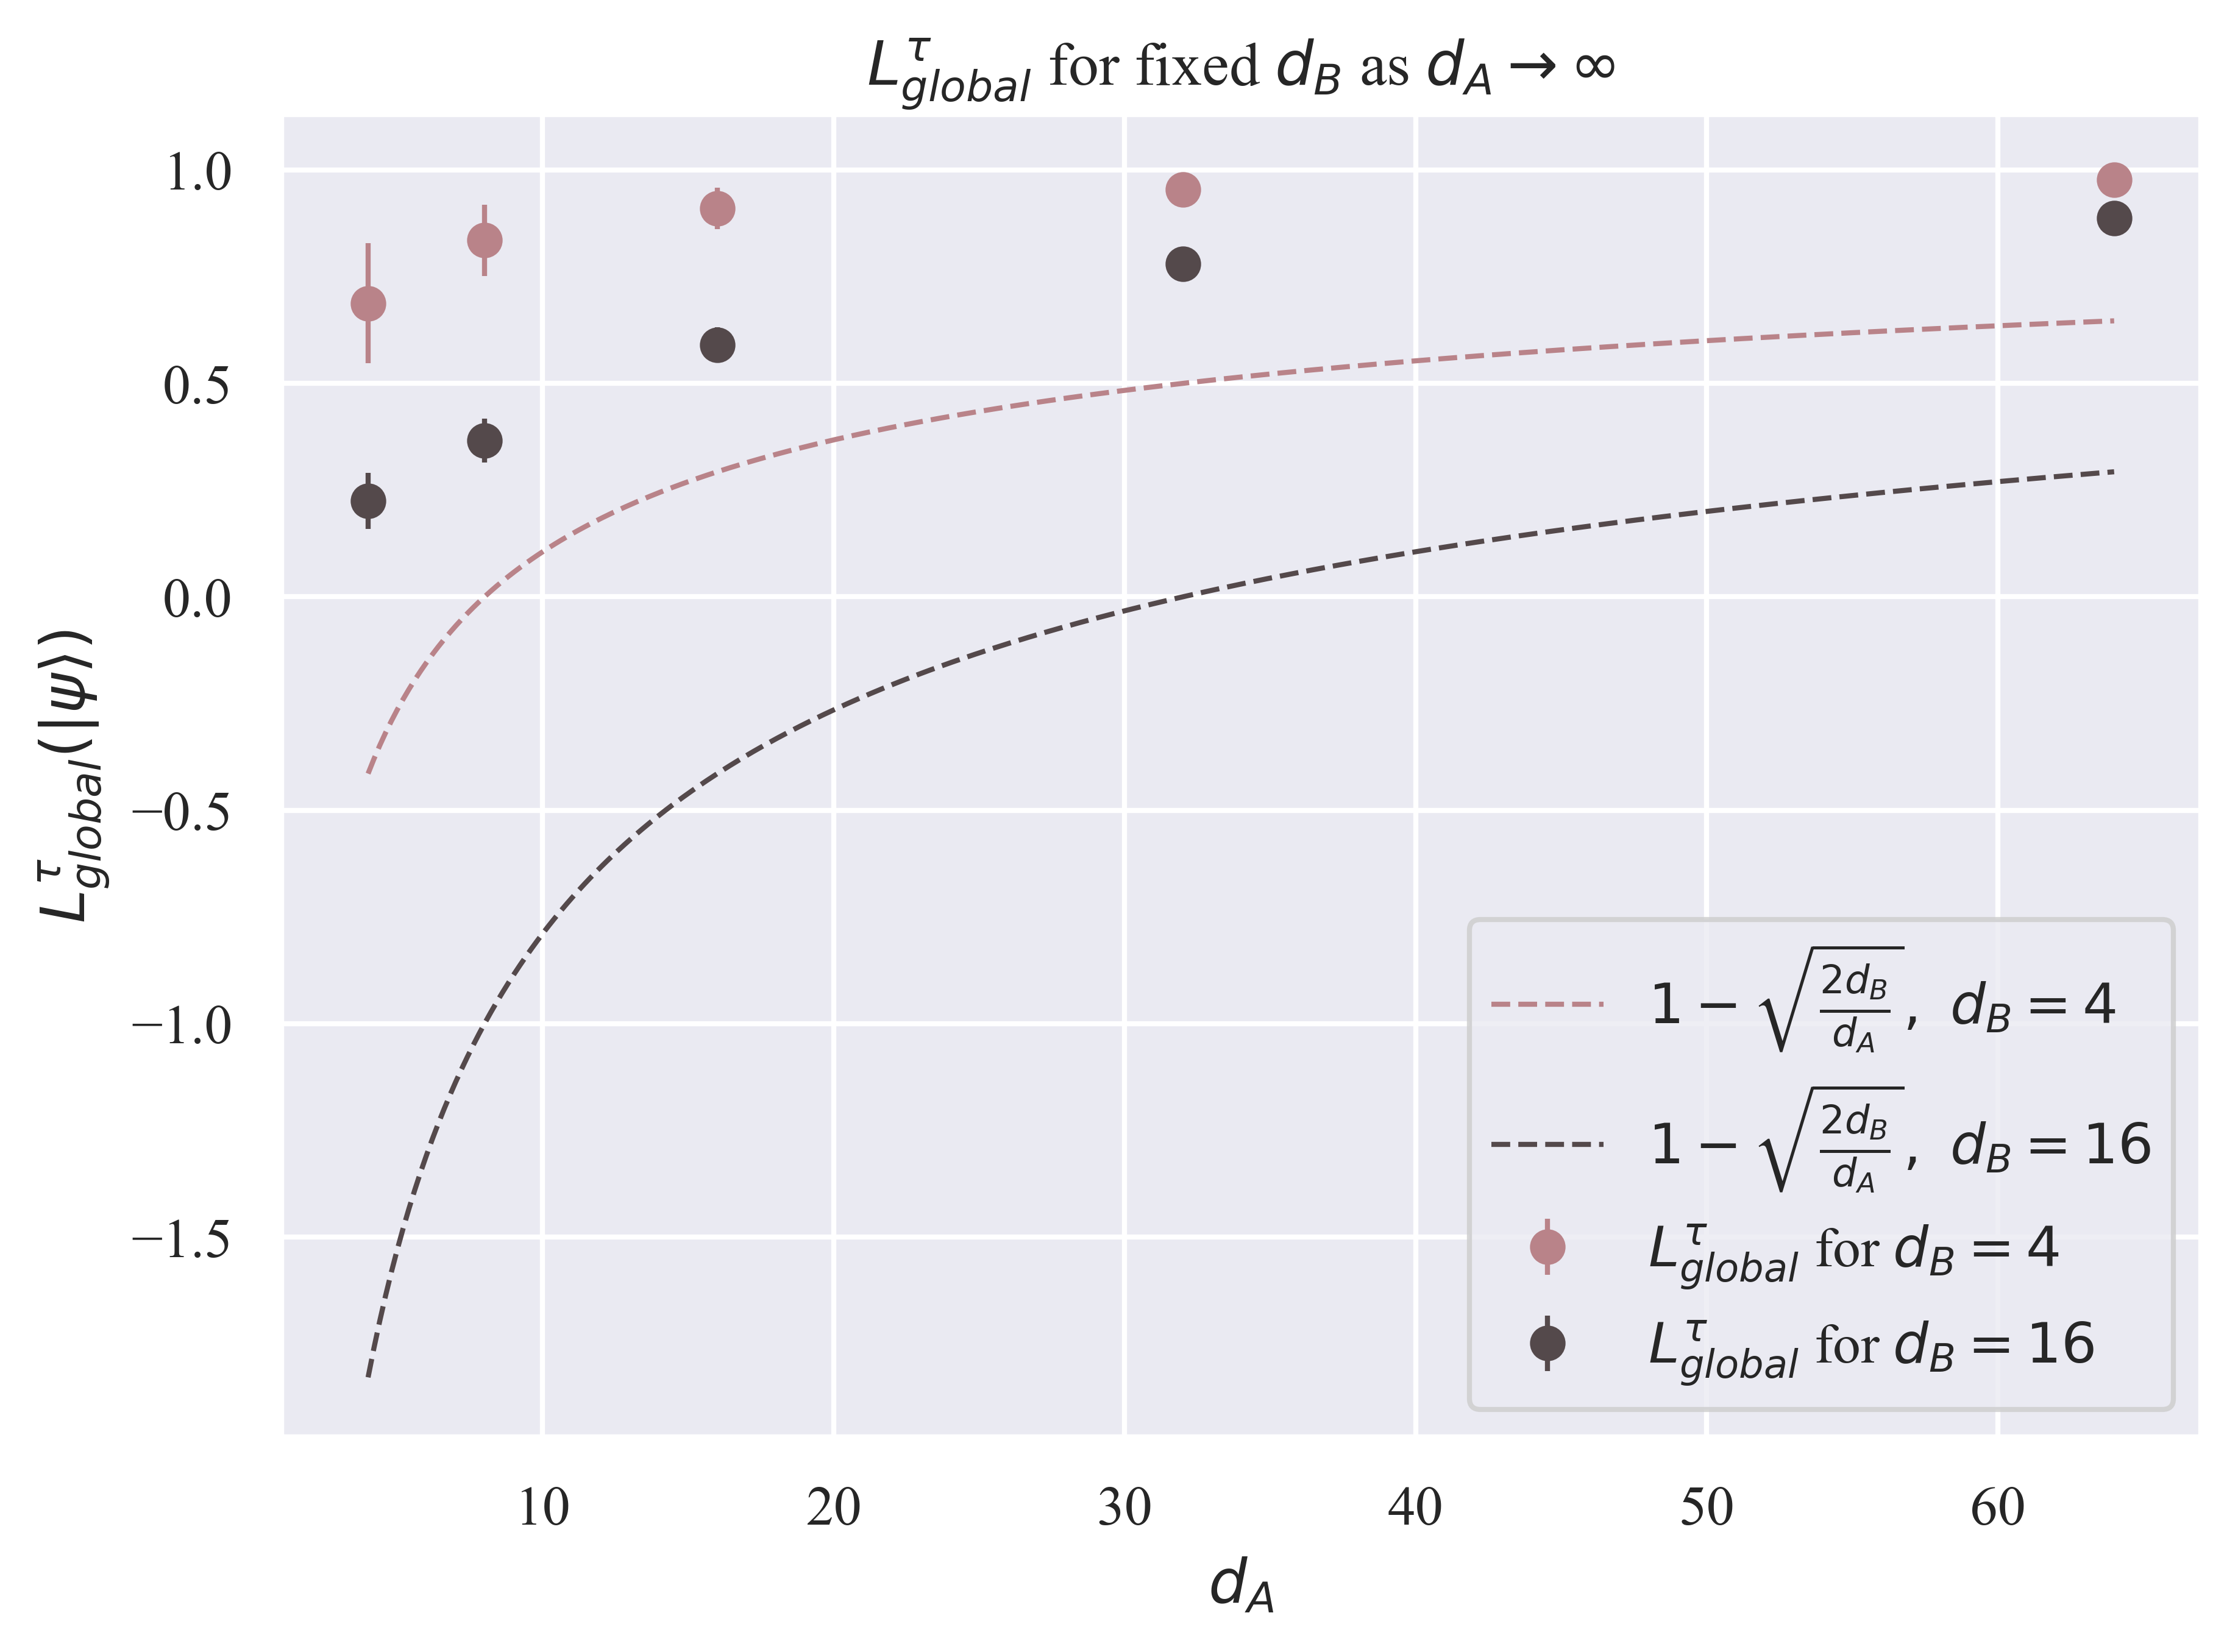 L^τ_global for fixed d_B as d_A → ∞
L^τ_global(|ψ⟩)
1.0
0.5
0.0
−0.5
−1.0
−1.5
1 − √(2d_B/d_A), d_B = 4
1 − √(2d_B/d_A), d_B = 16
L^τ_global for d_B = 4
L^τ_global for d_B = 16
10 20 30 40 50 60
d_A